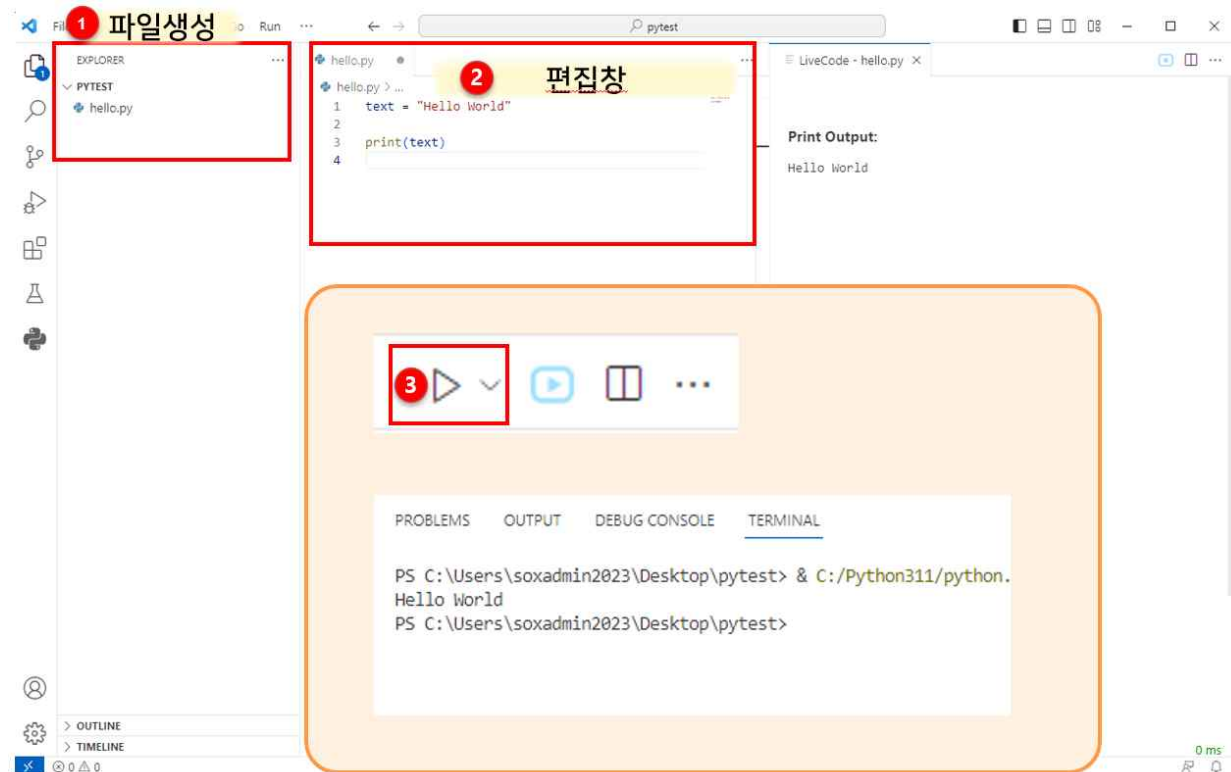 1 파일생성 Run ··· pytest
EXPLORER ···
PYTEST
hello.py
hello.py
2 편집창 ···
hello.py > ...
1 text = "Hello World"
2
3 print(text)
4
LiveCode - hello.py
···
Print Output:
Hello World
3
···
PROBLEMS OUTPUT DEBUG CONSOLE TERMINAL
PS C:\Users\soxadmin2023\Desktop\pytest> & C:/Python311/python.
Hello World
PS C:\Users\soxadmin2023\Desktop\pytest>
OUTLINE
TIMELINE
0 0
0 ms